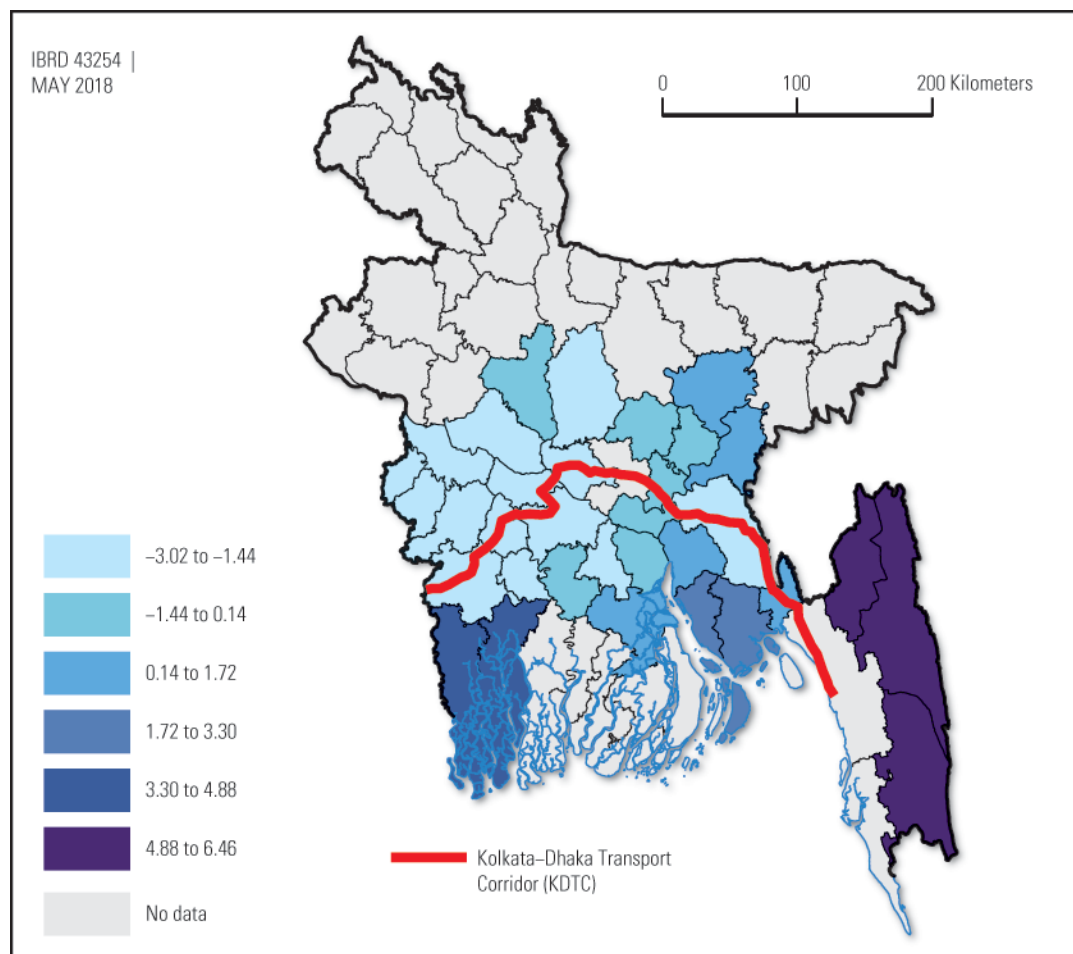 IBRD 43254 |
MAY 2018
0 100 200 Kilometers
–3.02 to –1.44
–1.44 to 0.14
0.14 to 1.72
1.72 to 3.30
3.30 to 4.88
4.88 to 6.46
No data
Kolkata–Dhaka Transport
Corridor (KDTC)